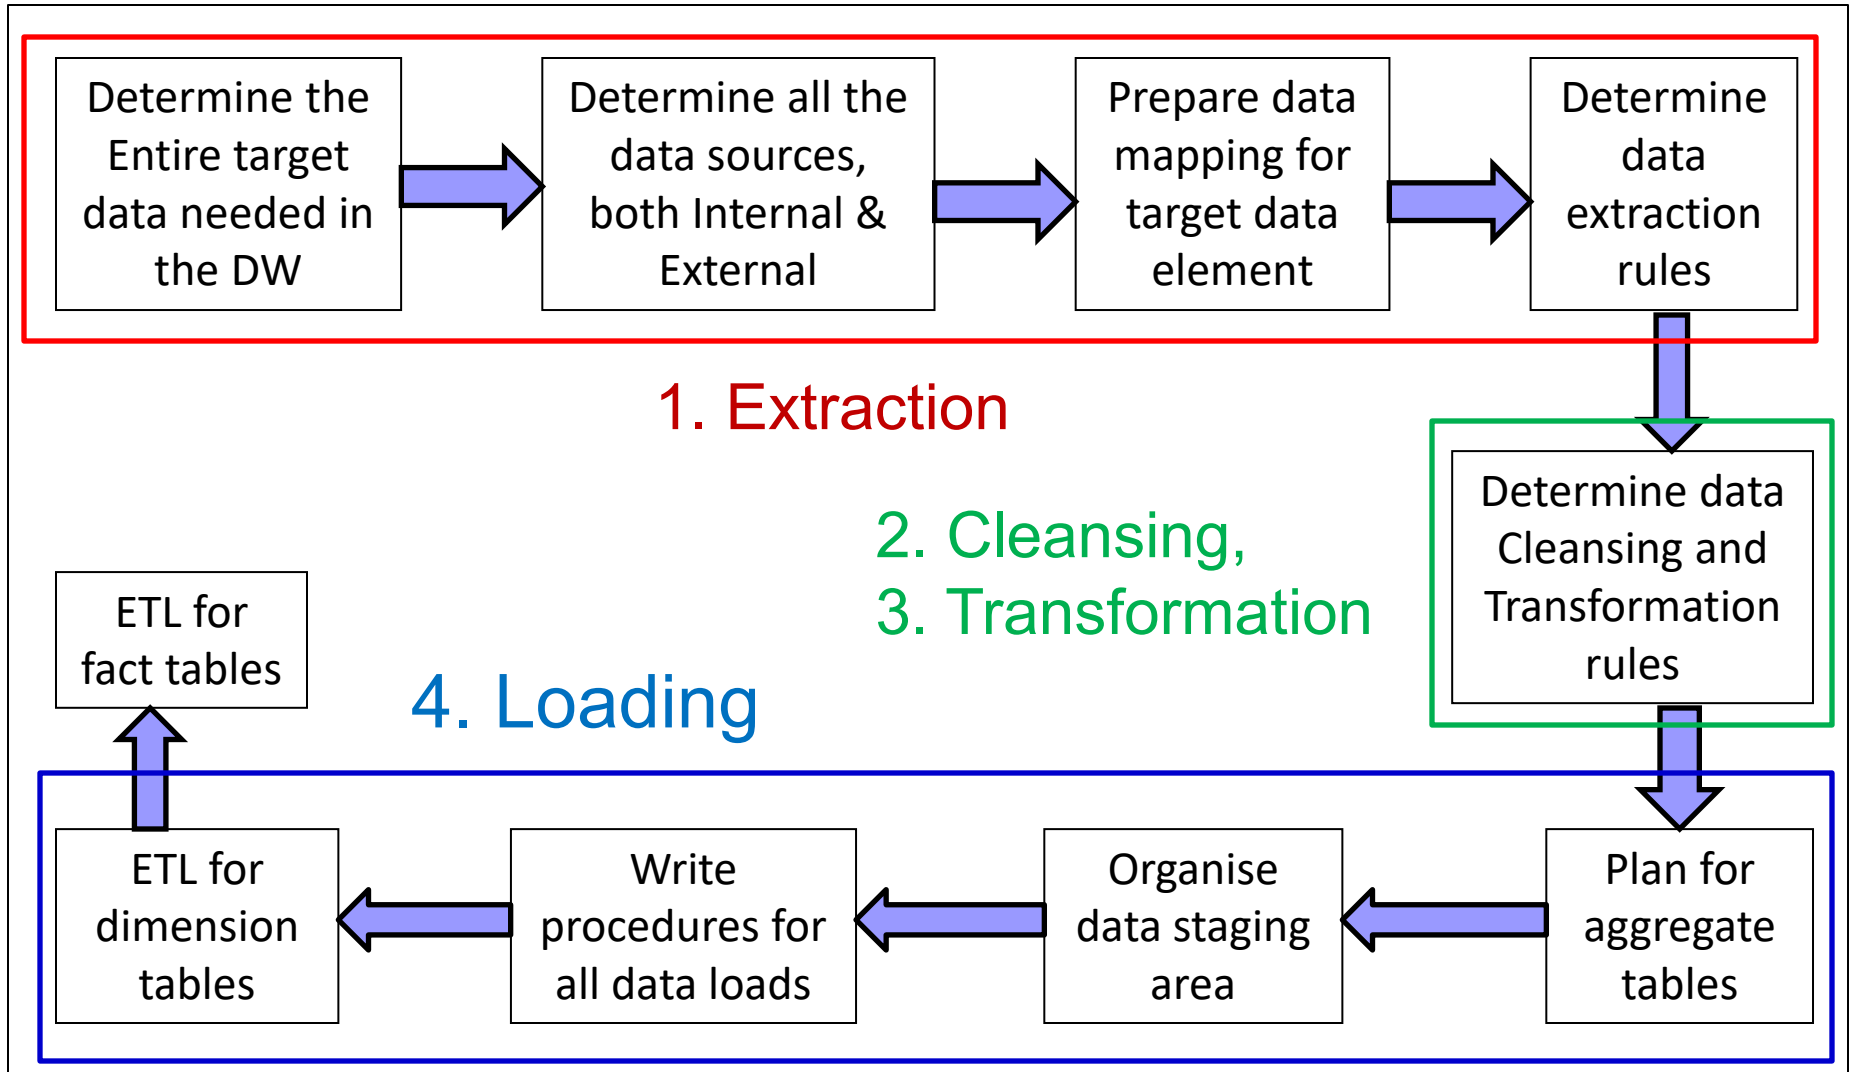 Determine the
Entire target
data needed in
the DW
Determine all the
data sources,
both Internal &
External
Prepare data
mapping for
target data
element
Determine
data
extraction
rules
1. Extraction
Determine data
Cleansing and
Transformation
rules
2. Cleansing,
3. Transformation
ETL for
fact tables
4. Loading
ETL for
dimension
tables
Write
procedures for
all data loads
Organise
data staging
area
Plan for
aggregate
tables